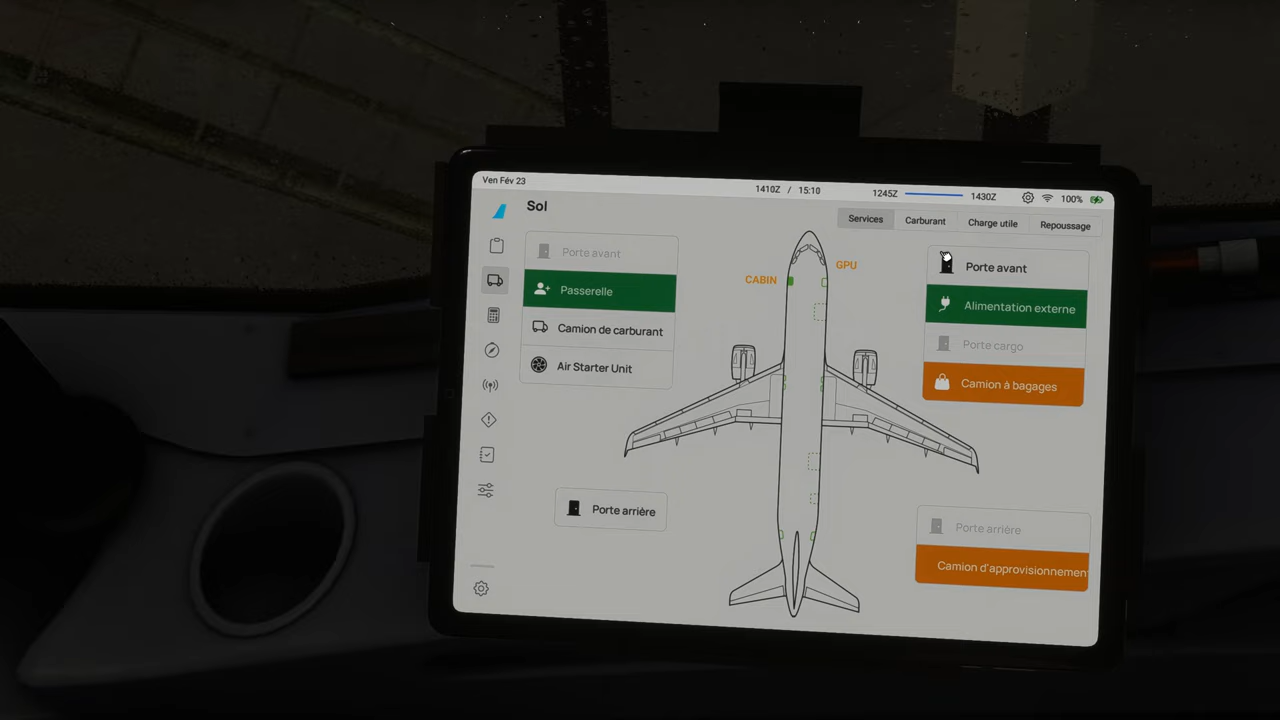 Ven Fév 23
1410Z / 15:10
1245Z
1430Z
100%
Sol
Services
Carburant
Charge utile
Repoussage
Porte avant
Passerelle
Camion de carburant
Air Starter Unit
CABIN
GPU
Porte avant
Alimentation externe
Porte cargo
Camion à bagages
Porte arrière
Porte arrière
Camion d'approvisionnemen